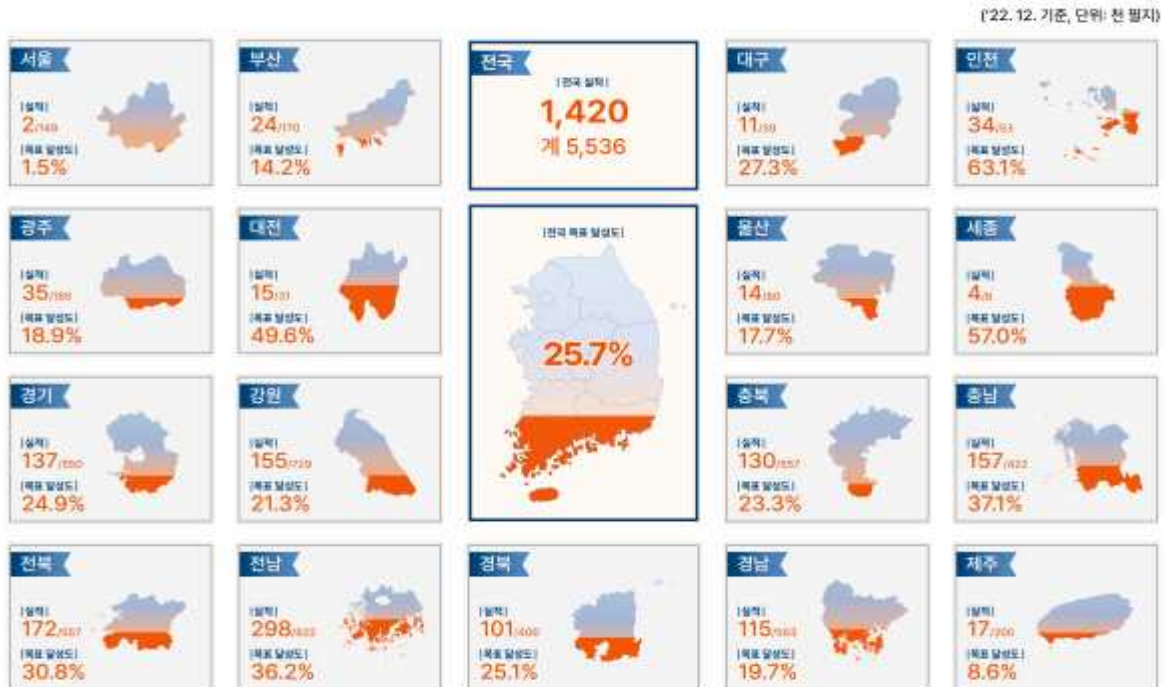 ('22. 12. 기준, 단위: 천 필지)
서울
[실적]
2/149
[목표 달성도]
1.5%
부산
[실적]
24/170
[목표 달성도]
14.2%
전국
[전국 실적]
1,420
계 5,536
대구
[실적]
11/39
[목표 달성도]
27.3%
인천
[실적]
34/53
[목표 달성도]
63.1%
광주
[실적]
35
[목표 달성도]
18.9%
대전
[실적]
15/31
[목표 달성도]
49.6%
[전국 목표 달성도]
25.7%
울산
[실적]
14/80
[목표 달성도]
17.7%
세종
[실적]
4
[목표 달성도]
57.0%
경기
[실적]
137/550
[목표 달성도]
24.9%
강원
[실적]
155/729
[목표 달성도]
21.3%
충북
[실적]
130/557
[목표 달성도]
23.3%
충남
[실적]
157/422
[목표 달성도]
37.1%
전북
[실적]
172/557
[목표 달성도]
30.8%
전남
[실적]
298
[목표 달성도]
36.2%
경북
[실적]
101/400
[목표 달성도]
25.1%
경남
[실적]
115
[목표 달성도]
19.7%
제주
[실적]
17/200
[목표 달성도]
8.6%